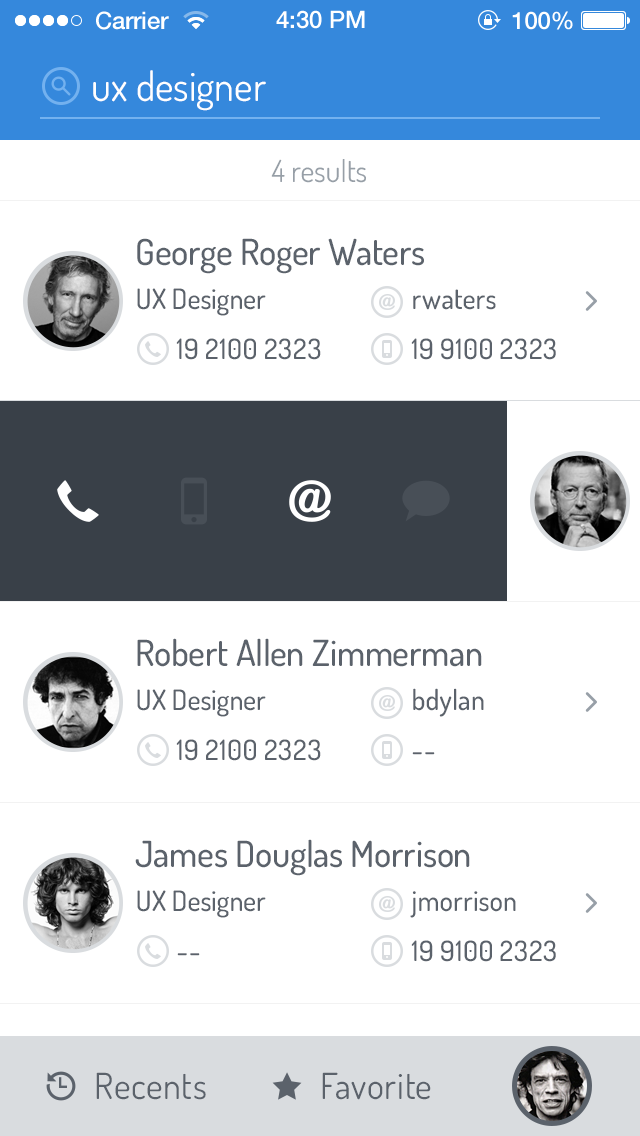 Carrier 4:30 PM 100%
ux designer
4 results
George Roger Waters
UX Designer @ rwaters
19 2100 2323 19 9100 2323
@
Robert Allen Zimmerman
UX Designer @ bdylan
19 2100 2323 --
James Douglas Morrison
UX Designer @ jmorrison
-- 19 9100 2323
Recents Favorite